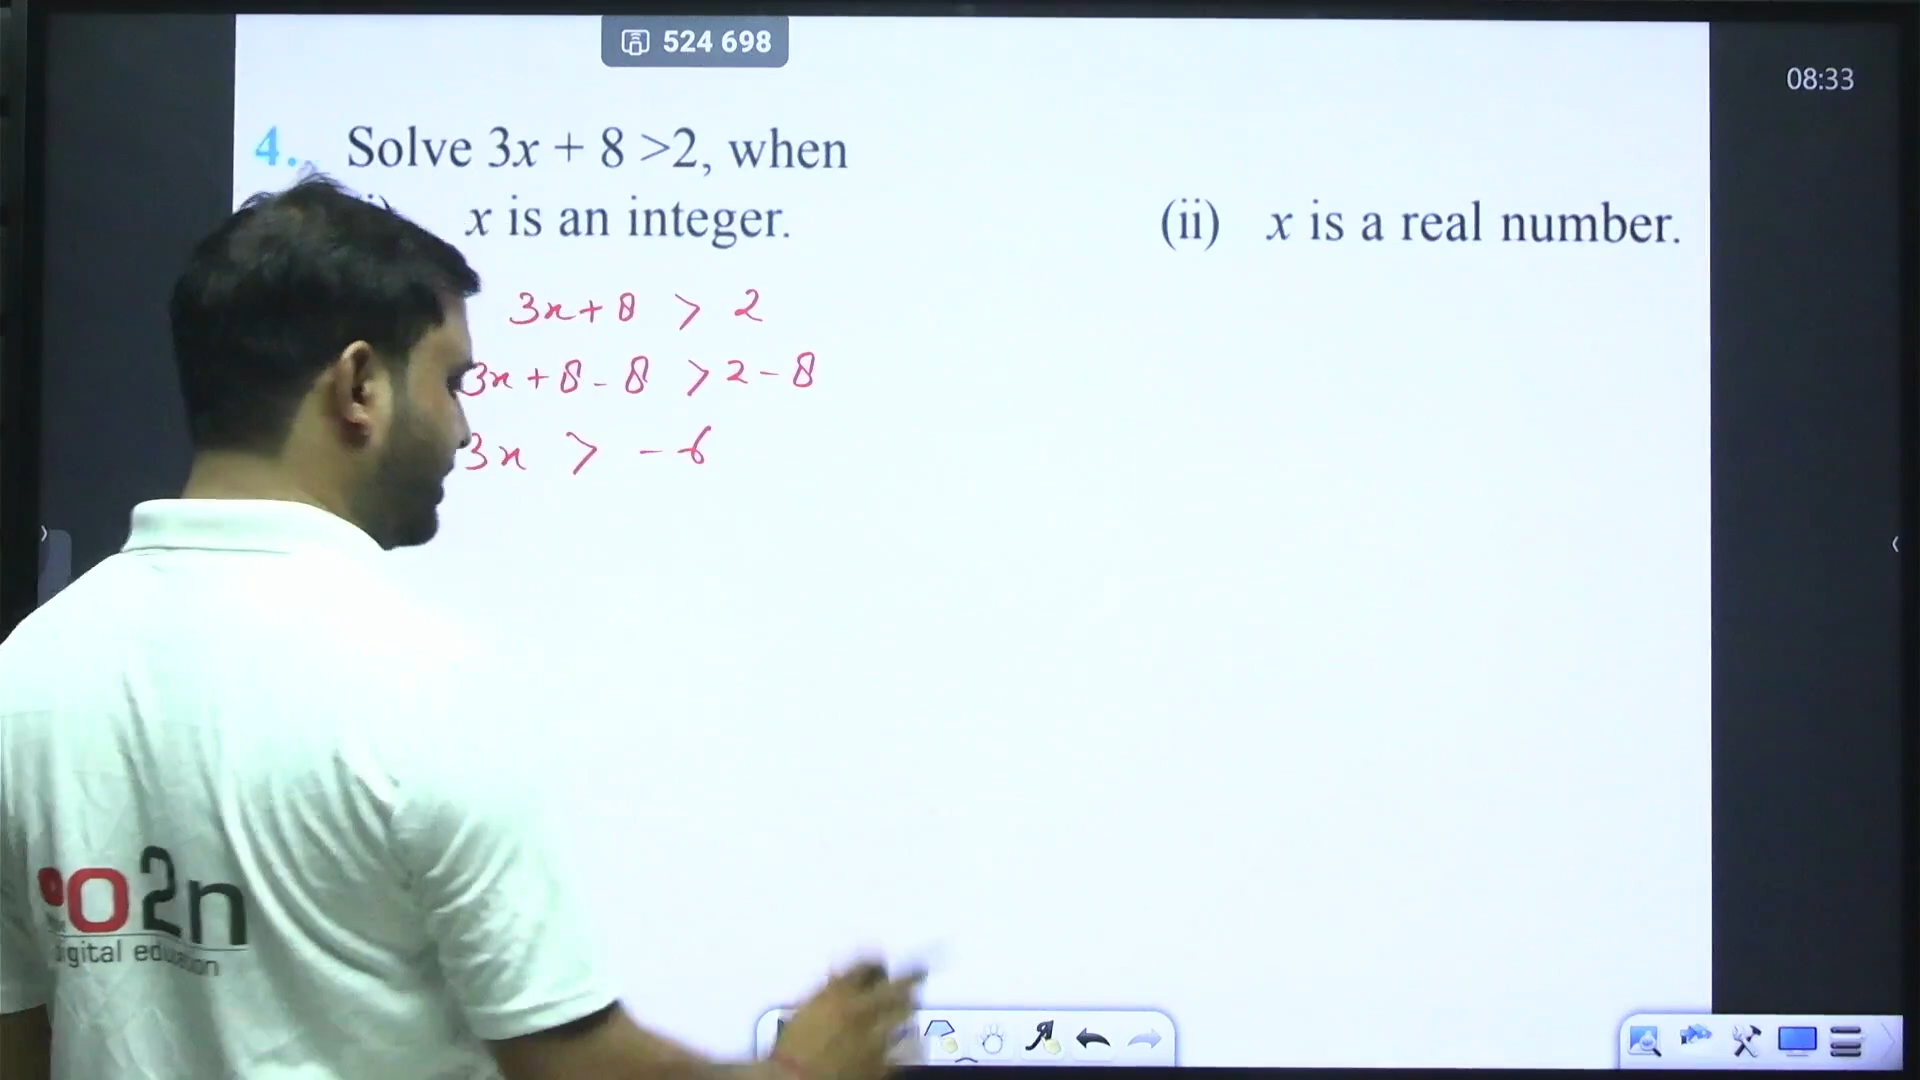 524 698
08:33
4. Solve 3x + 8 >2, when
x is an integer. (ii) x is a real number.
3x+8 > 2
3x+8-8 >2-8
3x > -6
o2n
digital education